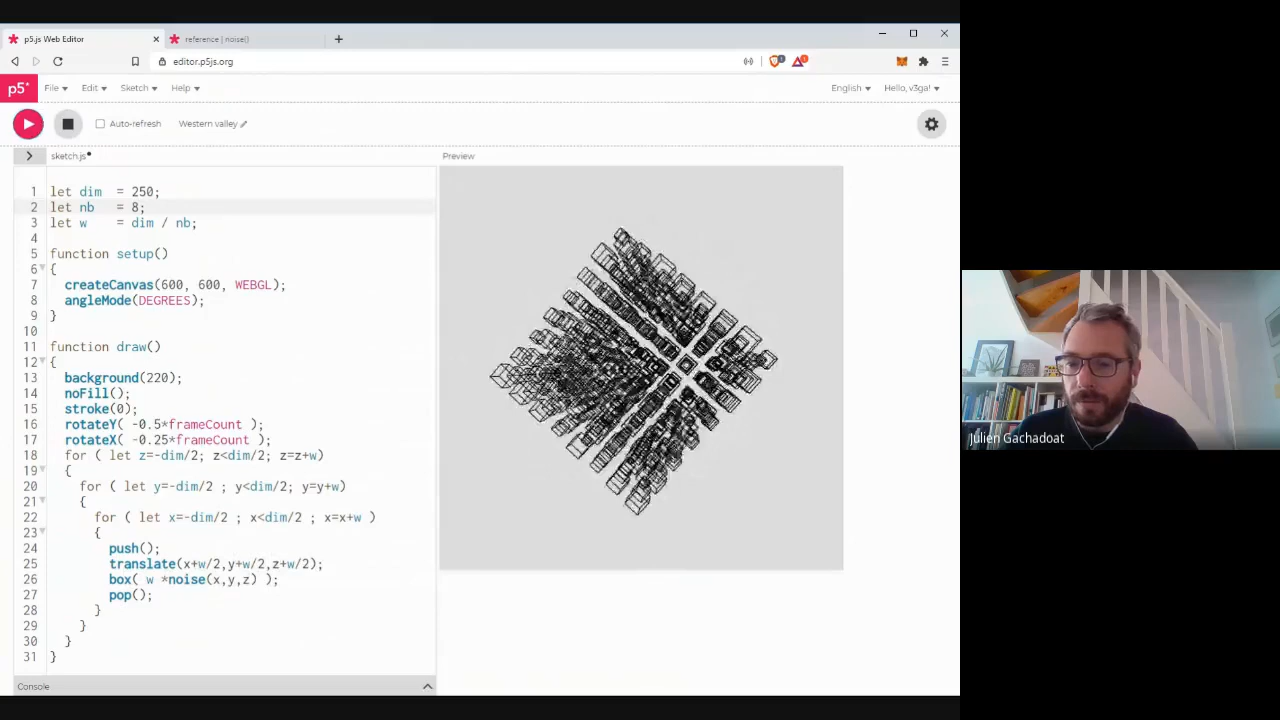 p5.js Web Editor
reference | noise()
editor.p5js.org
p5*
File
Edit
Sketch
Help
English
Hello, v3ga!
Auto-refresh
Western valley
sketch.js
Preview
1 let dim = 250;
2 let nb = 8;
3 let w = dim / nb;
4
5 function setup()
6 {
7 createCanvas(600, 600, WEBGL);
8 angleMode(DEGREES);
9 }
10
11 function draw()
12 {
13 background(220);
14 noFill();
15 stroke(0);
16 rotateY( -0.5*frameCount );
17 rotateX( -0.25*frameCount );
18 for ( let z=-dim/2; z<dim/2; z=z+w)
19 {
20 for ( let y=-dim/2 ; y<dim/2; y=y+w)
21 {
22 for ( let x=-dim/2 ; x<dim/2 ; x=x+w )
23 {
24 push();
25 translate(x+w/2,y+w/2,z+w/2);
26 box( w *noise(x,y,z) );
27 pop();
28 }
29 }
30 }
31 }
Console
Julien Gachadoat